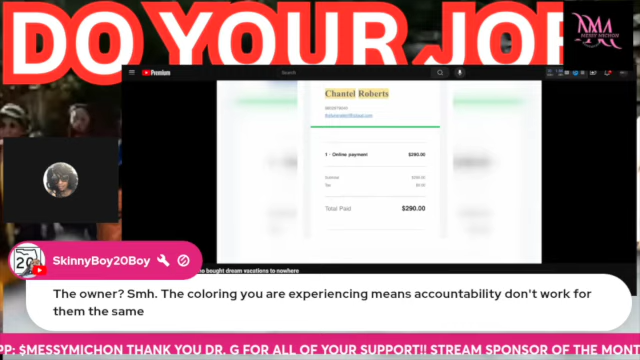 DO YOUR JOB
MESSY MICHON
Premium
Search
Chantel Roberts
1 · Online payment $290.00
Subtotal $290.00
Tax $0.00
Total Paid $290.00
eo bought dream vacations to nowhere
20
SkinnyBoy20Boy
The owner? Smh. The coloring you are experiencing means accountability don't work for
them the same
PP: $MESSYMICHON THANK YOU DR. G FOR ALL OF YOUR SUPPORT!! STREAM SPONSOR OF THE MONT